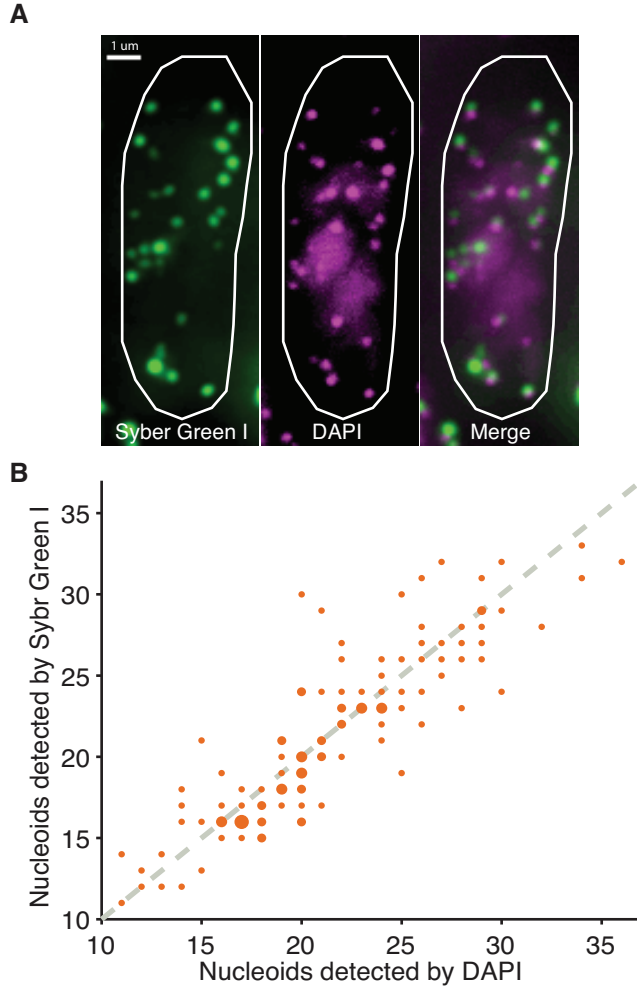 A
1 um
Syber Green I
DAPI
Merge
B
Nucleoids detected by Sybr Green I
35
30
25
20
15
10
10
15
20
25
30
35
Nucleoids detected by DAPI